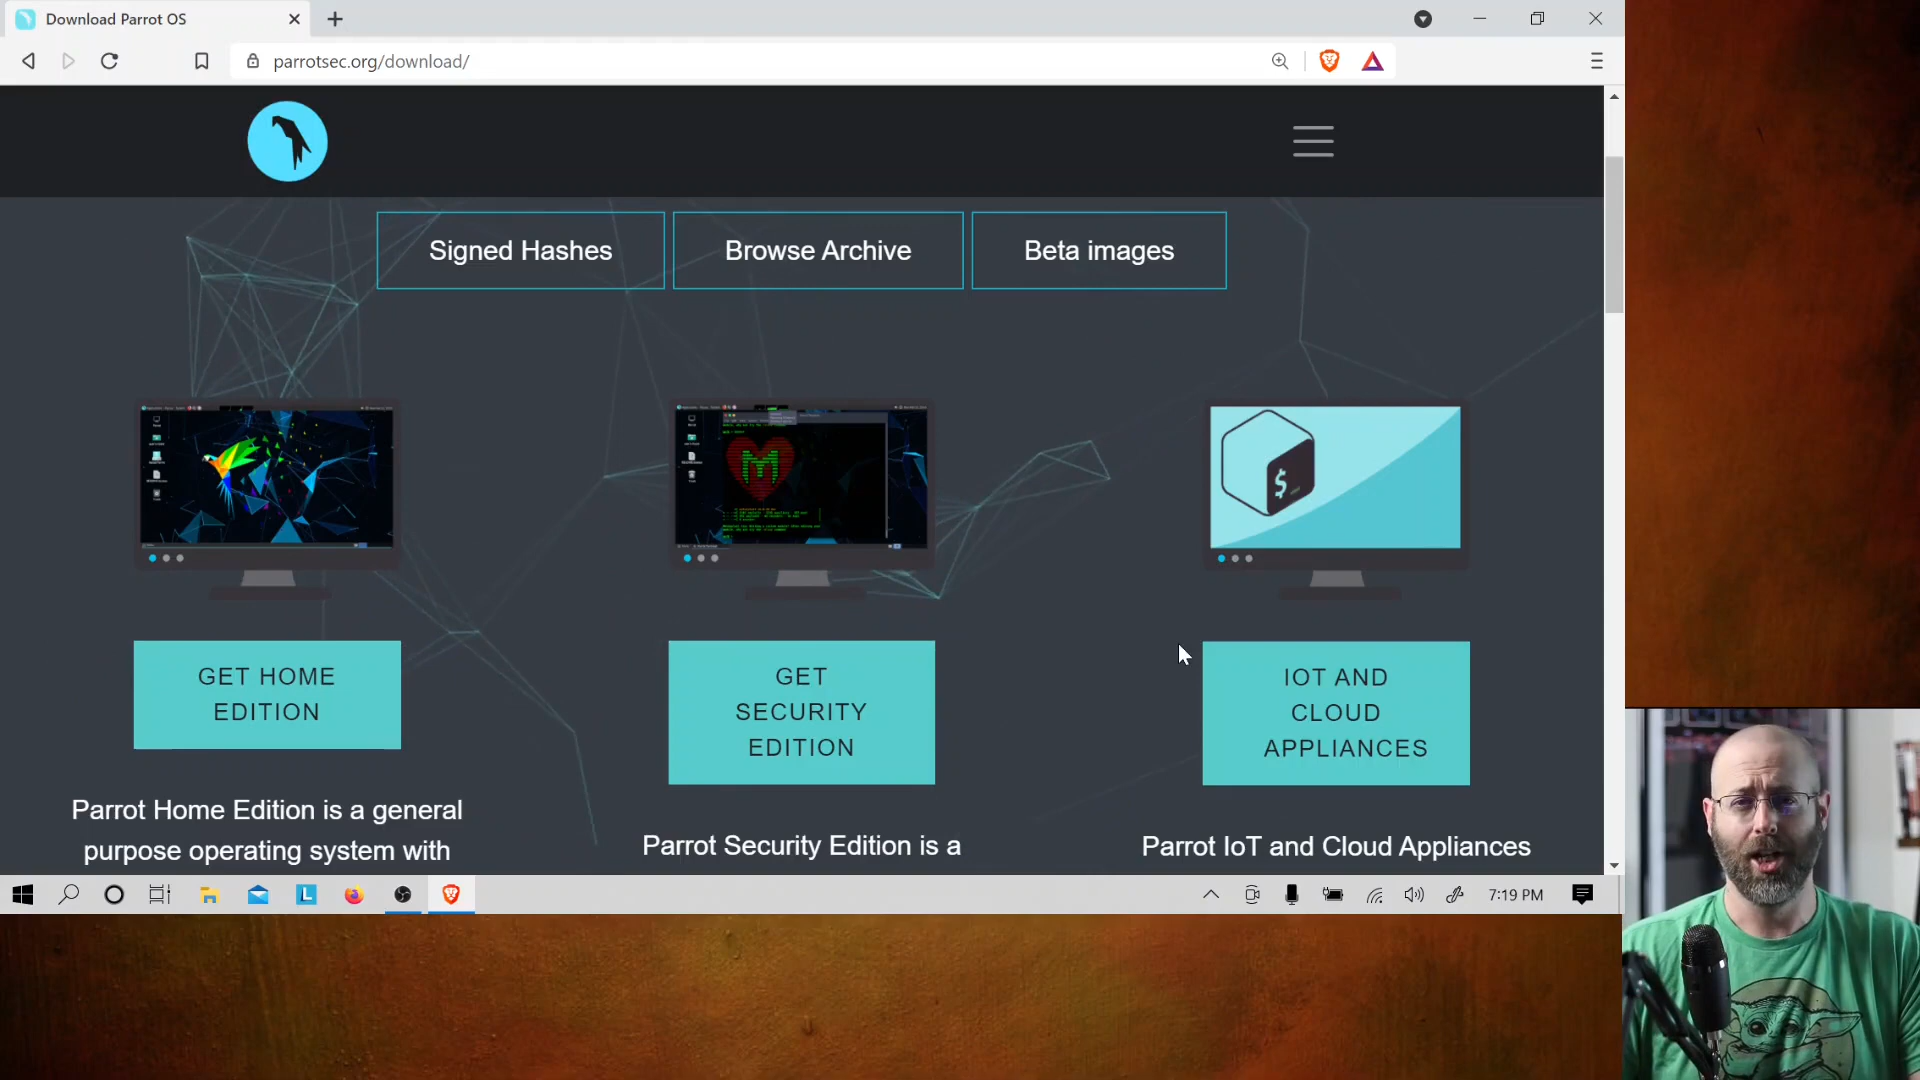 Download Parrot OS
parrotsec.org/download/
Signed Hashes
Browse Archive
Beta images
GET HOME
EDITION
Parrot Home Edition is a general
purpose operating system with
GET
SECURITY
EDITION
Parrot Security Edition is a
IOT AND
CLOUD
APPLIANCES
Parrot IoT and Cloud Appliances
7:19 PM